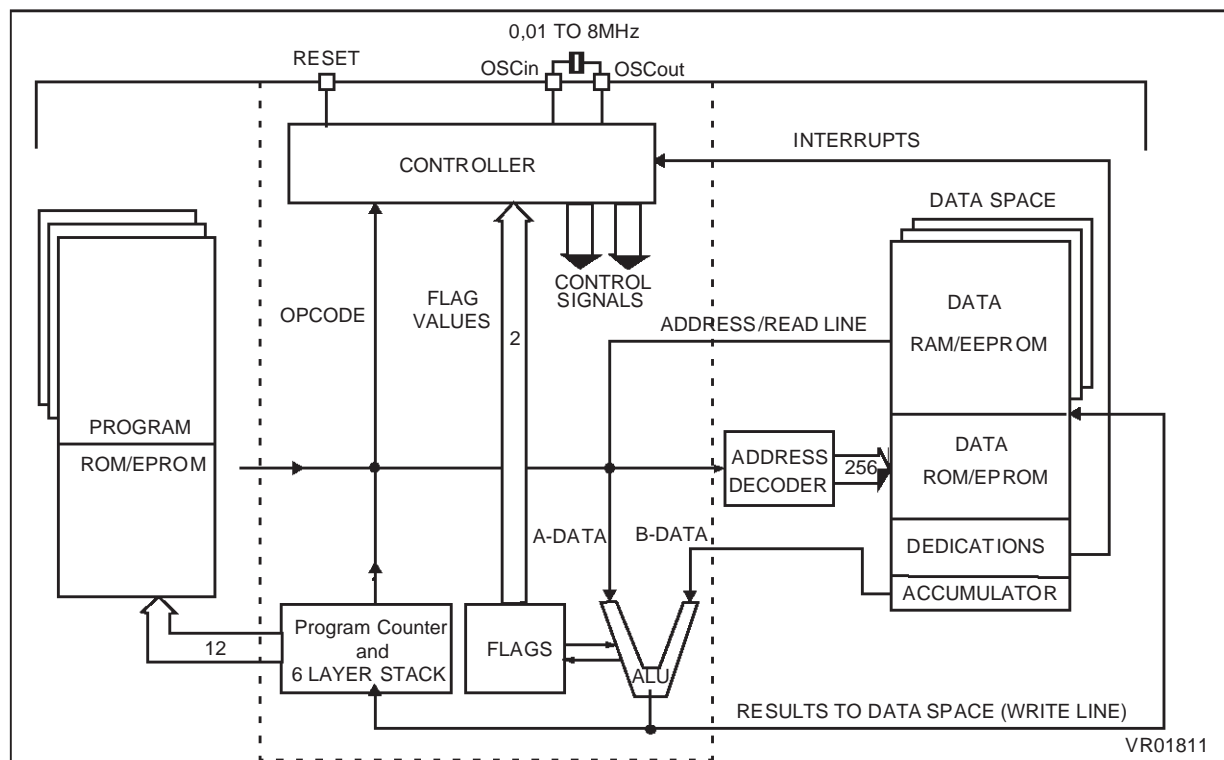 0,01 TO 8MHz
RESET
OSCin
OSCout
INTERRUPTS
CONTROLLER
DATA SPACE
OPCODE
FLAG
VALUES
2
CONTROL
SIGNALS
ADDRESS/READ LINE
DATA
RAM/EEPROM
PROGRAM
ROM/EPROM
ADDRESS
DECODER
256
DATA
ROM/EPROM
A-DATA
B-DATA
DEDICATIONS
ACCUMULATOR
12
Program Counter
and
6 LAYER STACK
FLAGS
ALU
RESULTS TO DATA SPACE (WRITE LINE)
VR01811